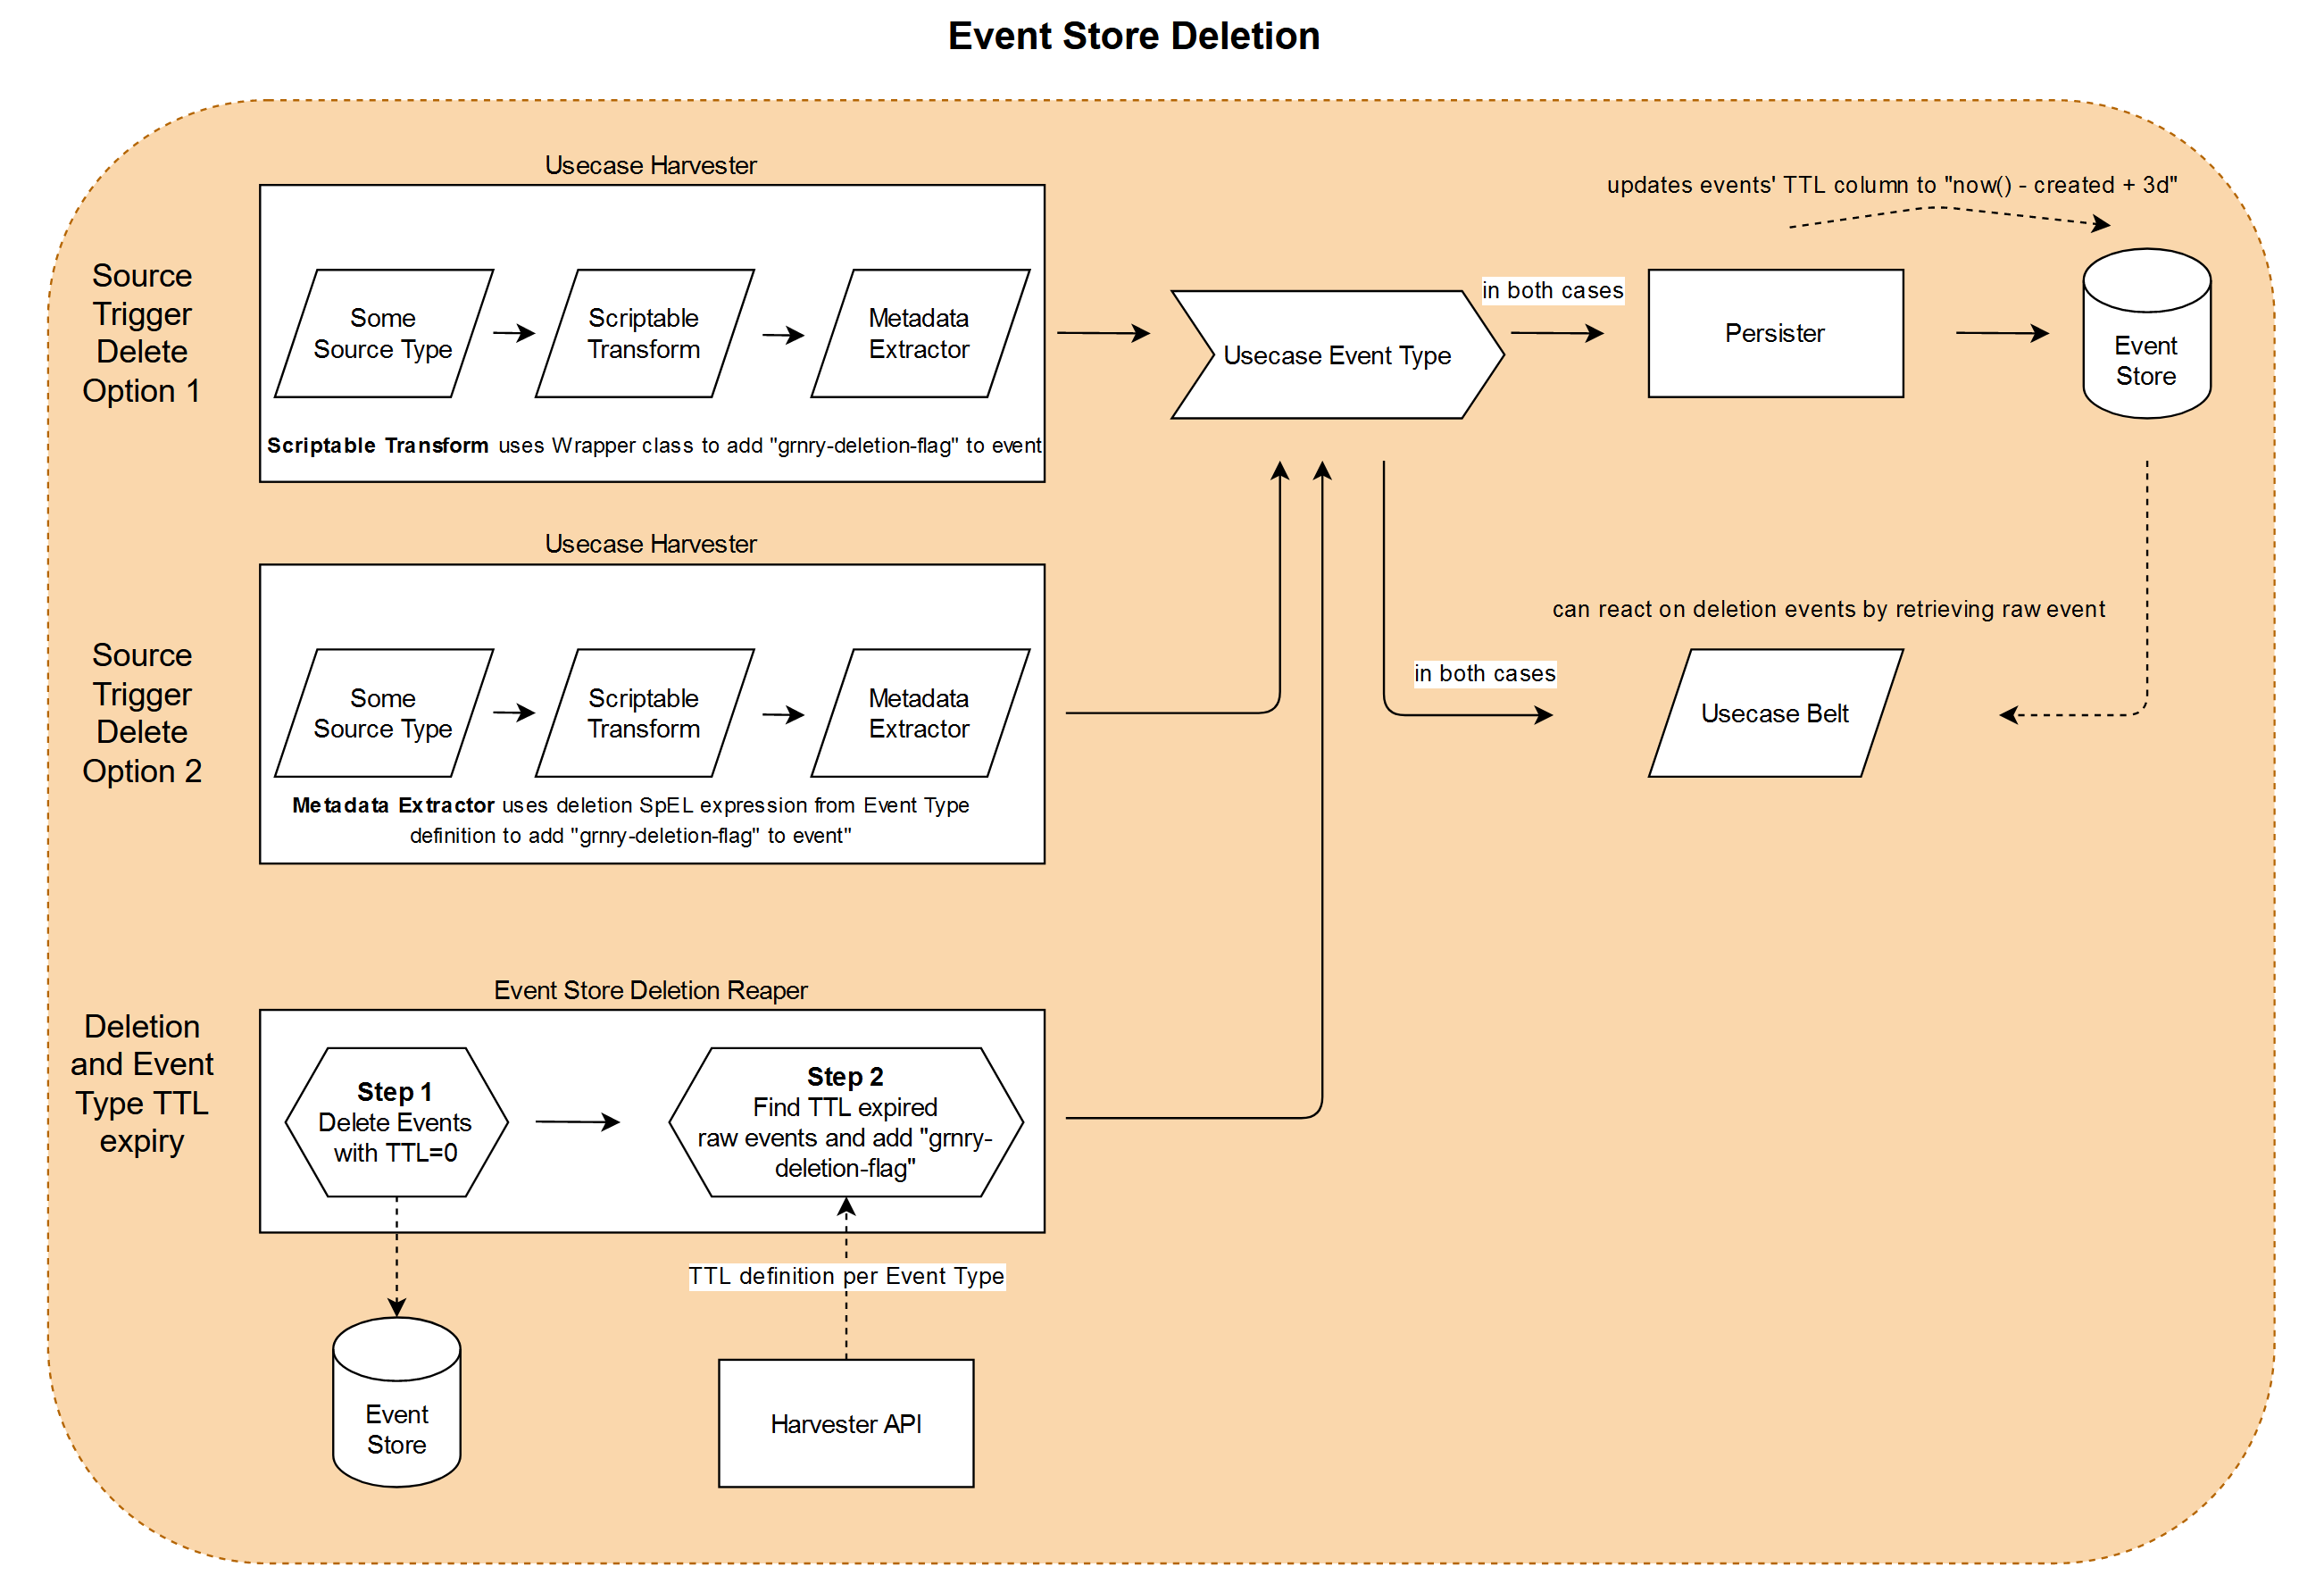 Event Store Deletion
Source
Trigger
Delete
Option 1
Usecase Harvester
Some
Source Type
Scriptable
Transform
Metadata
Extractor
Scriptable Transform uses Wrapper class to add "grnry-deletion-flag" to event
Usecase Event Type
in both cases
updates events' TTL column to "now() - created + 3d"
Persister
Event
Store
Source
Trigger
Delete
Option 2
Usecase Harvester
Some
Source Type
Scriptable
Transform
Metadata
Extractor
Metadata Extractor uses deletion SpEL expression from Event Type
definition to add "grnry-deletion-flag" to event"
in both cases
can react on deletion events by retrieving raw event
Usecase Belt
Deletion
and Event
Type TTL
expiry
Event Store Deletion Reaper
Step 1
Delete Events
with TTL=0
Step 2
Find TTL expired
raw events and add "grnry-
deletion-flag"
TTL definition per Event Type
Event
Store
Harvester API